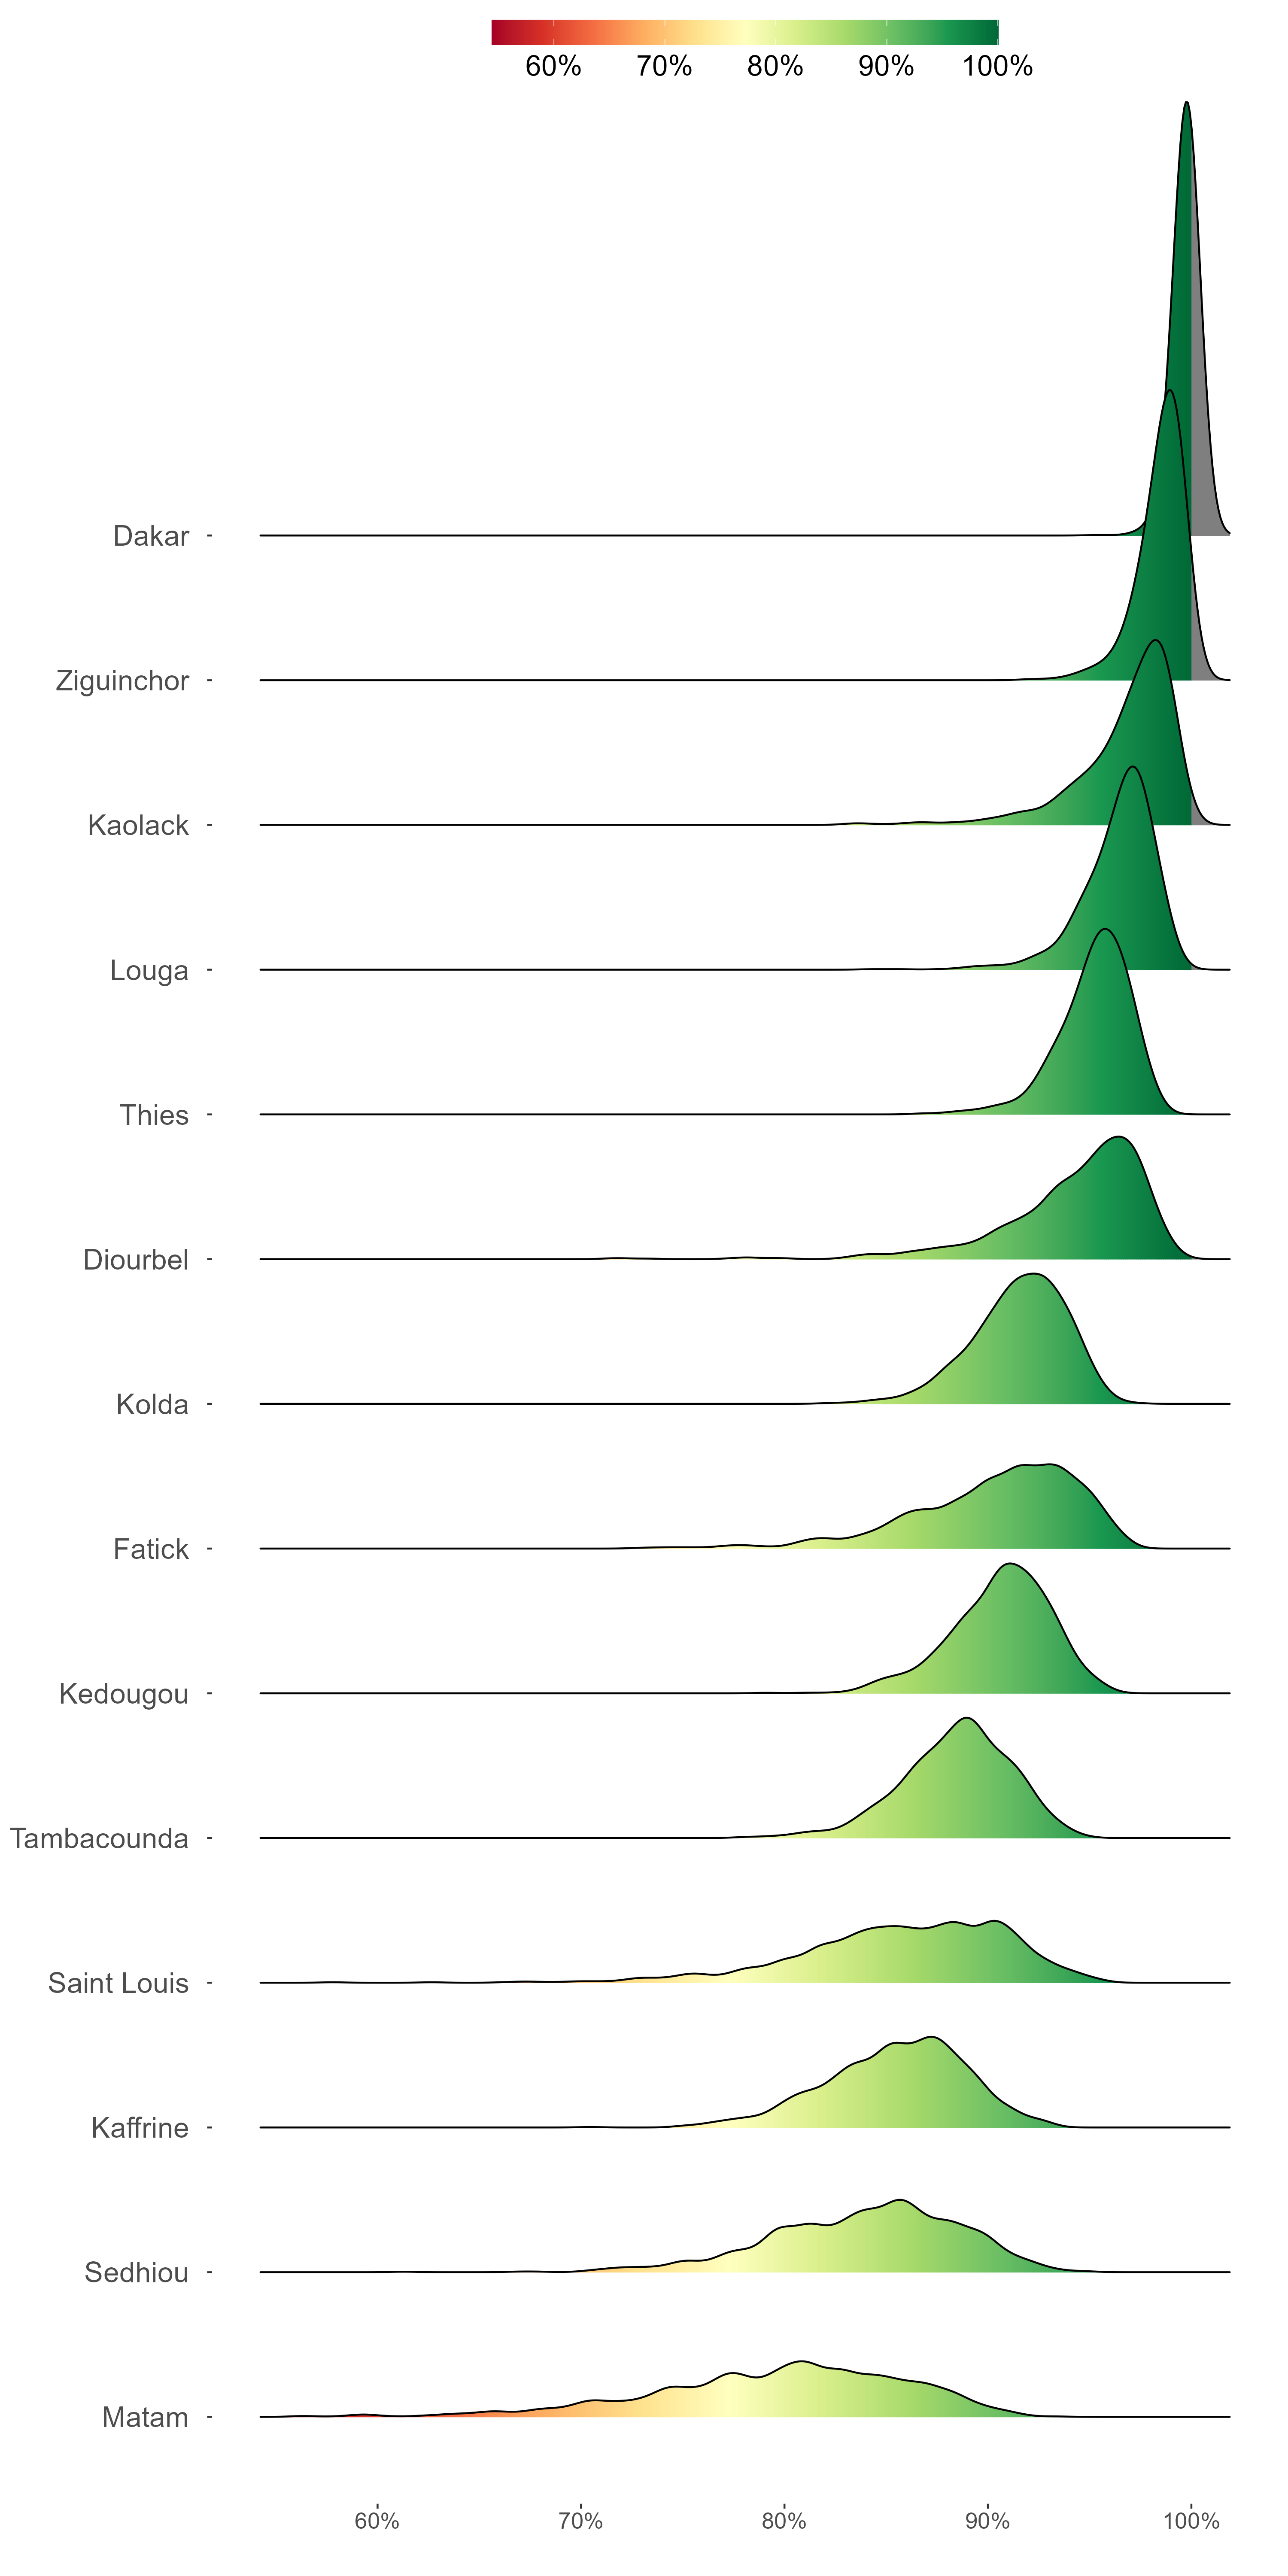 60% 70% 80% 90% 100%
Dakar
Ziguinchor
Kaolack
Louga
Thies
Diourbel
Kolda
Fatick
Kedougou
Tambacounda
Saint Louis
Kaffrine
Sedhiou
Matam
60% 70% 80% 90% 100%